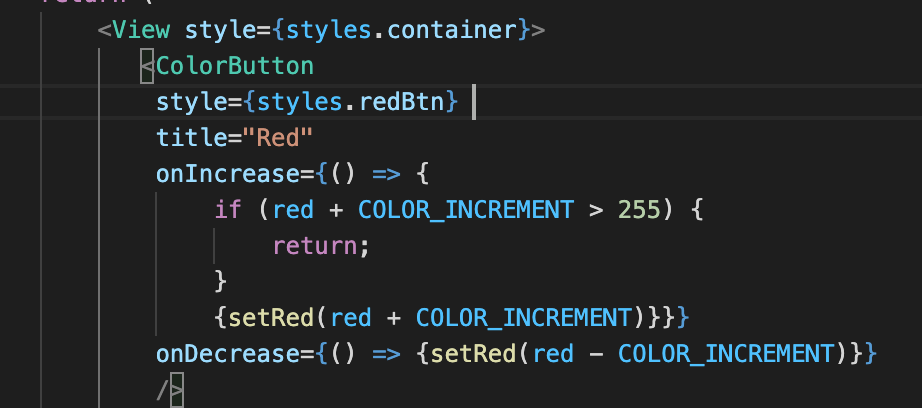 return (
<View style={styles.container}>
<ColorButton
style={styles.redBtn}
title="Red"
onIncrease={() => {
if (red + COLOR_INCREMENT > 255) {
return;
}
{setRed(red + COLOR_INCREMENT)}}}
onDecrease={() => {setRed(red - COLOR_INCREMENT)}}
/>